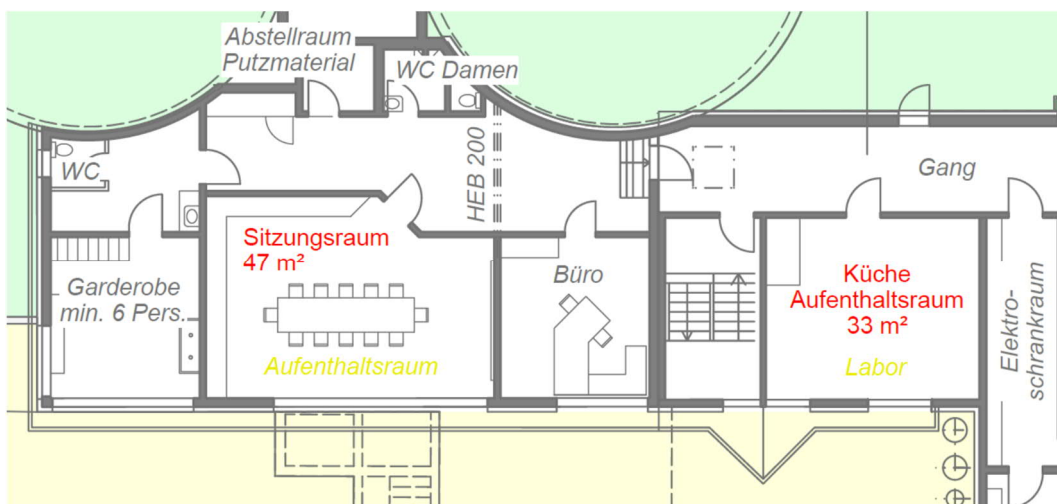 Abstellraum
Putzmaterial
WC Damen
WC
HEB 200
Gang
Sitzungsraum
47 m²
Garderobe
min. 6 Pers.
Aufenthaltsraum
Büro
Küche
Aufenthaltsraum
33 m²
Labor
Elektro-
schrankraum